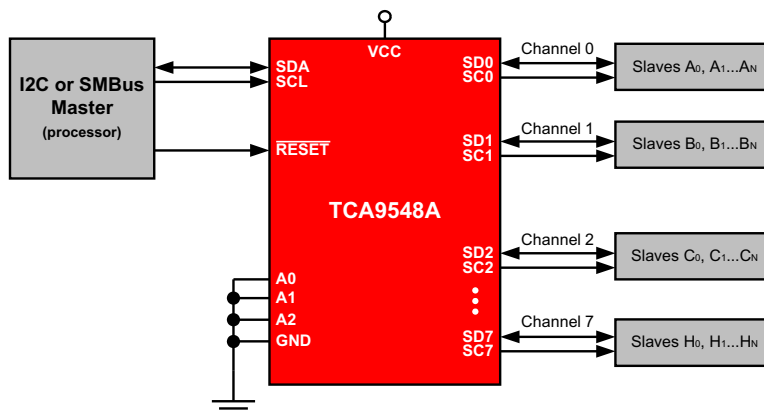 I2C or SMBus
Master
(processor)
VCC
SDA
SCL
RESET
TCA9548A
A0
A1
A2
GND
SD0
SC0
SD1
SC1
SD2
SC2
SD7
SC7
Channel 0
Channel 1
Channel 2
Channel 7
Slaves A0, A1...AN
Slaves B0, B1...BN
Slaves C0, C1...CN
Slaves H0, H1...HN